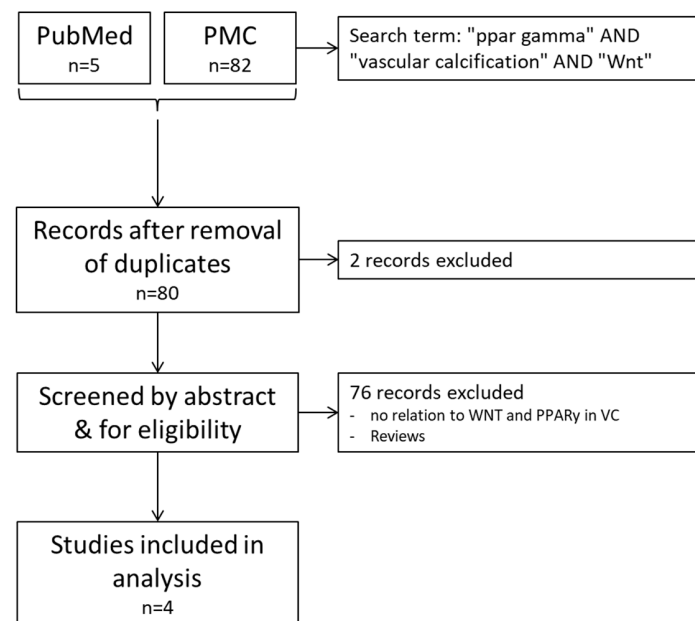 PubMed
n=5
PMC
n=82
Search term: "ppar gamma" AND
"vascular calcification" AND "Wnt"
Records after removal
of duplicates
n=80
2 records excluded
Screened by abstract
& for eligibility
76 records excluded
- no relation to WNT and PPARy in VC
- Reviews
Studies included in
analysis
n=4